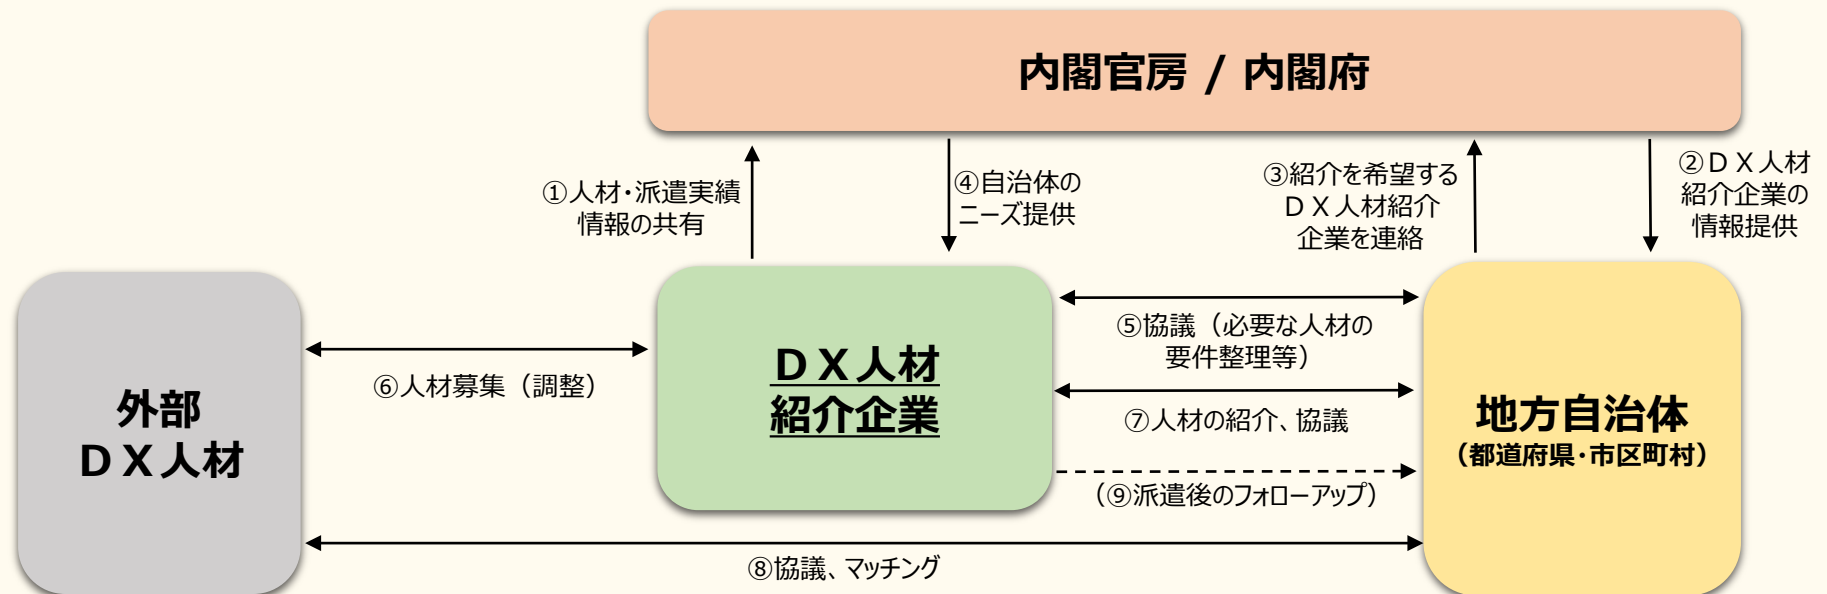 内閣官房 / 内閣府
①人材・派遣実績
情報の共有
④自治体の
ニーズ提供
③紹介を希望する
ＤＸ人材紹介
企業を連絡
②ＤＸ人材
紹介企業の
情報提供
外部
ＤＸ人材
⑥人材募集（調整）
ＤＸ人材
紹介企業
⑤協議（必要な人材の
要件整理等）
⑦人材の紹介、協議
（⑨派遣後のフォローアップ）
地方自治体
（都道府県・市区町村）
⑧協議、マッチング